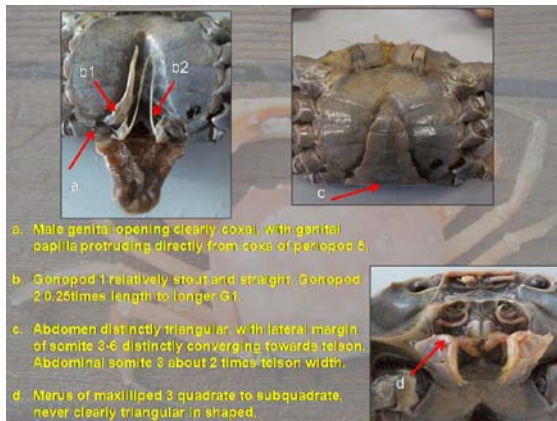 b1
b2
a
c
a. Male genital opening clearly coxal, with genital
papilla protruding directly from coxa of periopod 5.
b Gonopod 1 relatively stout and straight. Gonopod
2 0.25times length to longer G1.
c. Abdomen distinctly triangular, with lateral margin
of somite 3-6 distinctly converging towards telson.
Abdominal somite 3 about 2 times telson width.
d. Merus of maxilliped 3 quadrate to subquadrate,
never clearly triangular in shaped.
d